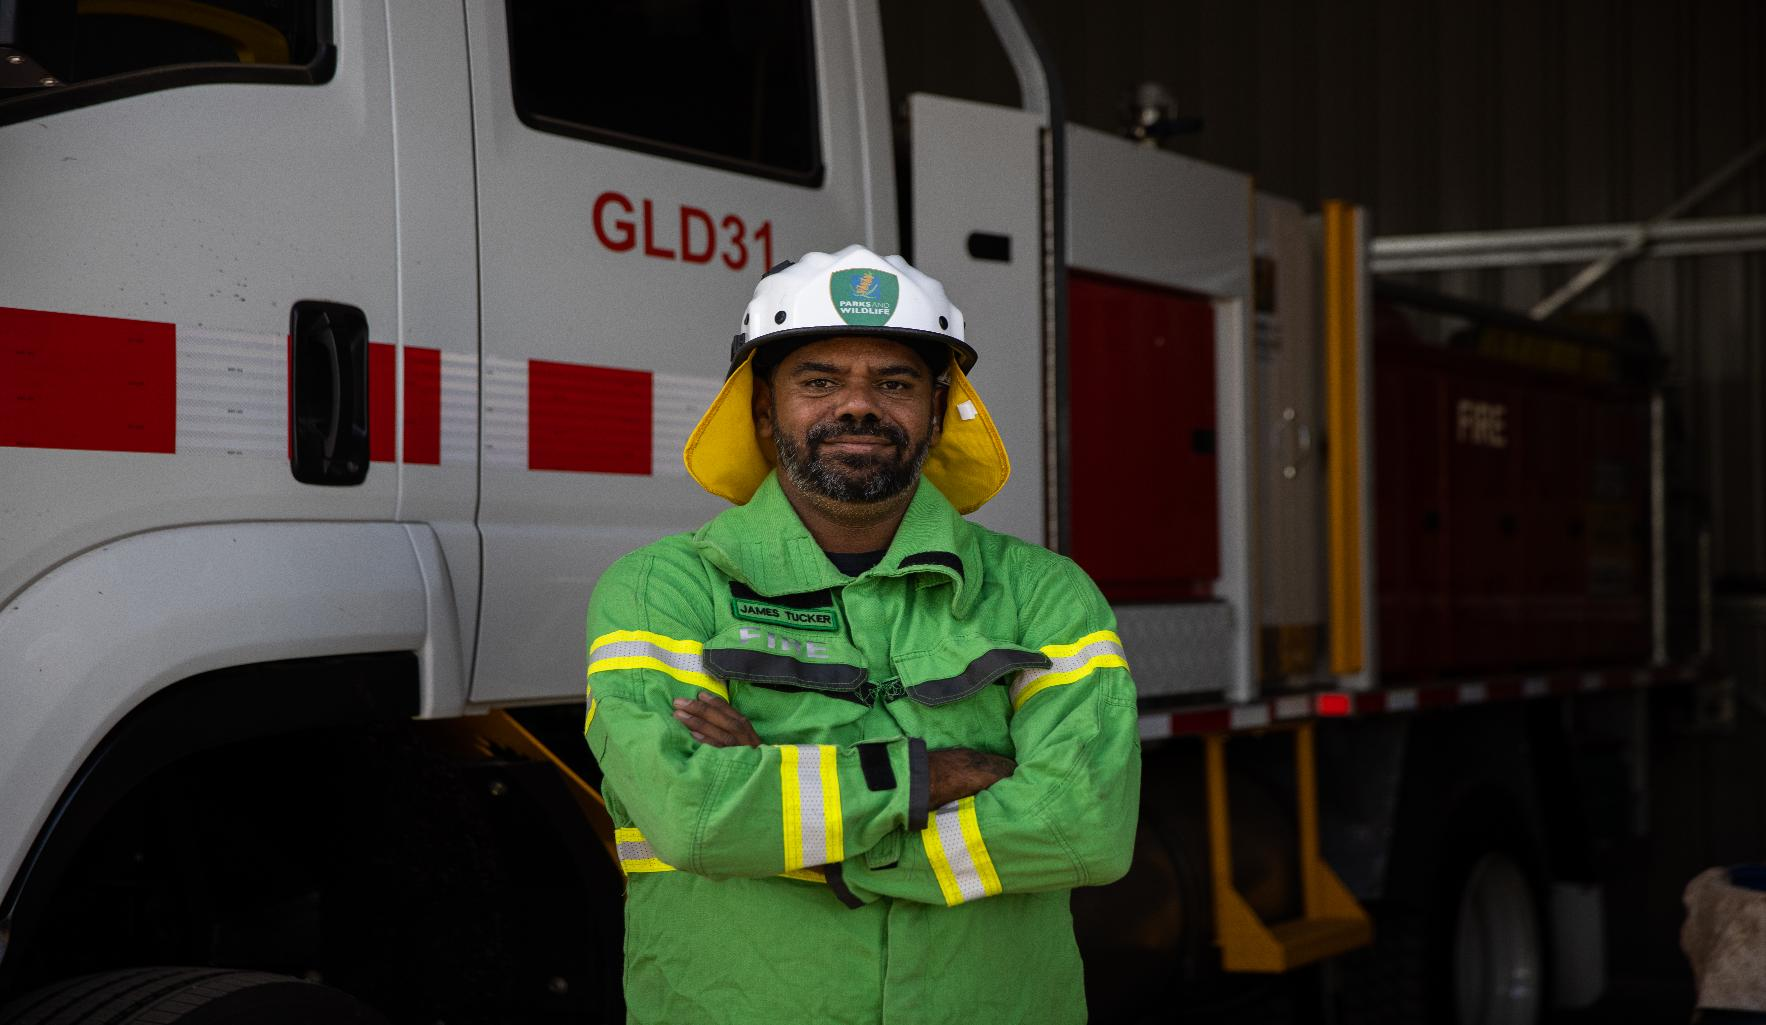 GLD31
PARKS AND
WILDLIFE
FIRE
JAMES TUCKER
FIRE